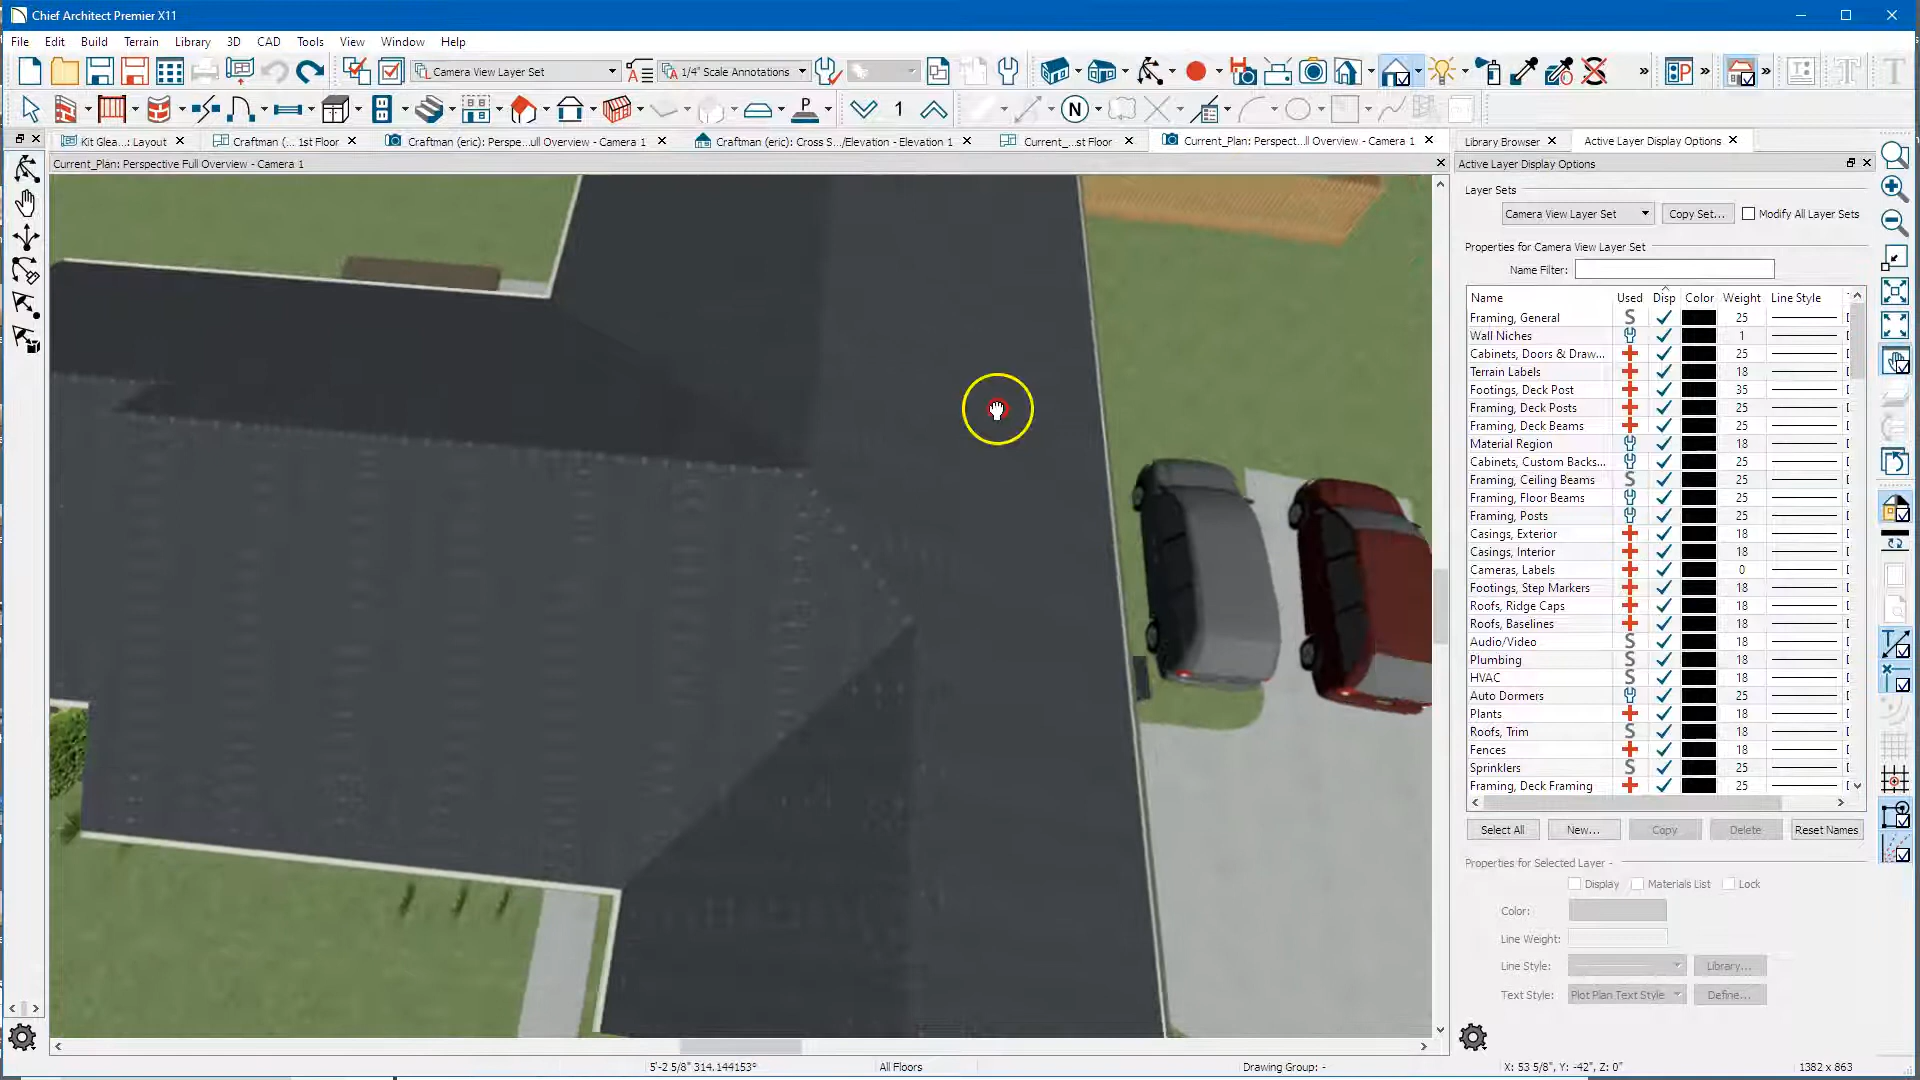 Chief Architect Premier X11
File Edit Build Terrain Library 3D CAD Tools View Window Help
Camera View Layer Set 1/4" Scale Annotations
1 N P
Kit Glea...: Layout Craftman (... 1st Floor Craftman (eric): Perspe...ull Overview - Camera 1 Craftman (eric): Cross S.../Elevation - Elevation 1 Current_...st Floor Current_Plan: Perspect...l Overview - Camera 1 Library Browser Active Layer Display Options
Current_Plan: Perspective Full Overview - Camera 1 Active Layer Display Options
Layer Sets
Camera View Layer Set Copy Set... Modify All Layer Sets
Properties for Camera View Layer Set
Name Filter:
Name Used Disp Color Weight Line Style
Framing, General S 25
Wall Niches 1
Cabinets, Doors & Draw... 25
Terrain Labels 18
Footings, Deck Post 35
Framing, Deck Posts 25
Framing, Deck Beams 25
Material Region 18
Cabinets, Custom Backs... 25
Framing, Ceiling Beams S 25
Framing, Floor Beams 25
Framing, Posts 25
Casings, Exterior 18
Casings, Interior 18
Cameras, Labels 0
Footings, Step Markers 18
Roofs, Ridge Caps 18
Roofs, Baselines 18
Audio/Video S 18
Plumbing S 18
HVAC S 18
Auto Dormers 25
Plants 18
Roofs, Trim S 18
Fences 18
Sprinklers S 25
Framing, Deck Framing 25
Select All New... Copy Delete Reset Names
Properties for Selected Layer -
Display Materials List Lock
Color:
Line Weight:
Line Style: Library...
Text Style: Plot Plan Text Style Define...
5'-2 5/8" 314.144153° All Floors Drawing Group: - X: 53 5/8", Y: -42", Z: 0" 1382 x 863